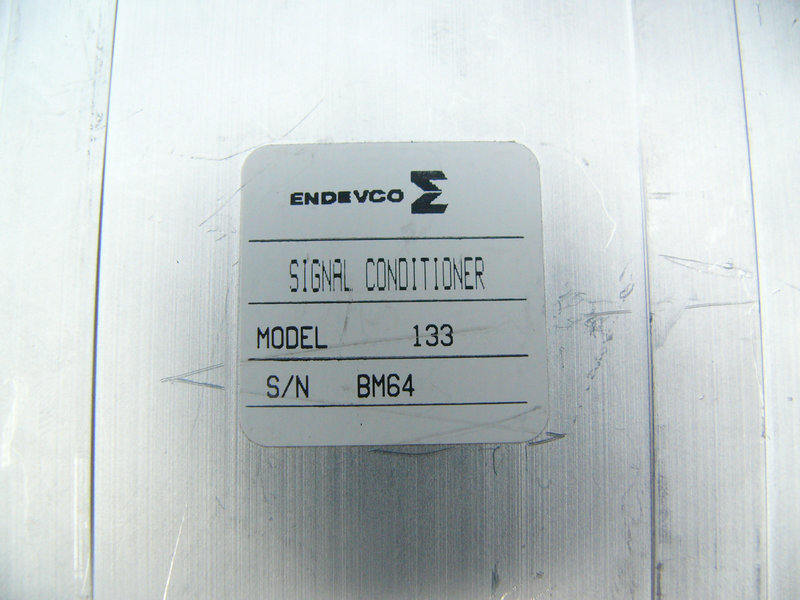 ENDEVCO
SIGNAL CONDITIONER
MODEL 133
S/N BM64